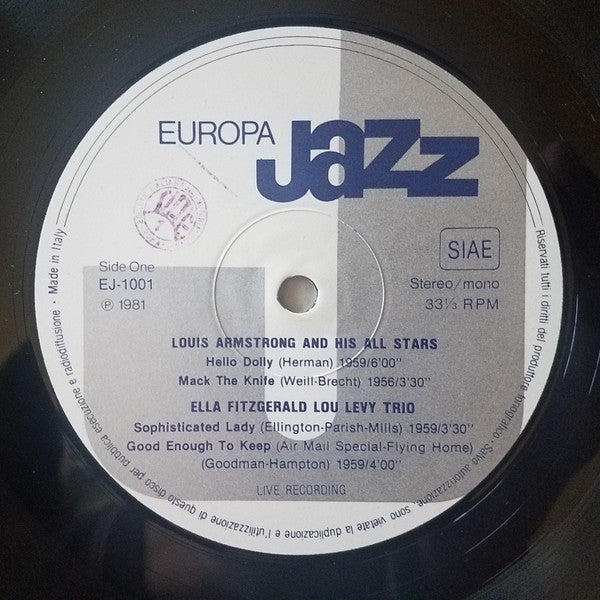 EUROPA
Jazz
SIAE
Side One
EJ-1001
℗ 1981
Stereo/mono
33⅓ RPM
LOUIS ARMSTRONG AND HIS ALL STARS
Hello Dolly (Herman) 1959/6'00''
Mack The Knife (Weill-Brecht) 1956/3'30''
ELLA FITZGERALD LOU LEVY TRIO
Sophisticated Lady (Ellington-Parish-Mills) 1959/3'30''
Good Enough To Keep (Air Mail Special-Flying Home)
(Goodman-Hampton) 1959/4'00''
LIVE RECORDING
Riservati tutti i diritti del produttore fonografico - Salvo autorizzazione, sono vietate la duplicazione e l'utilizzazione di questo disco per pubblica esecuzione e radiodiffusione. - Made in Italy